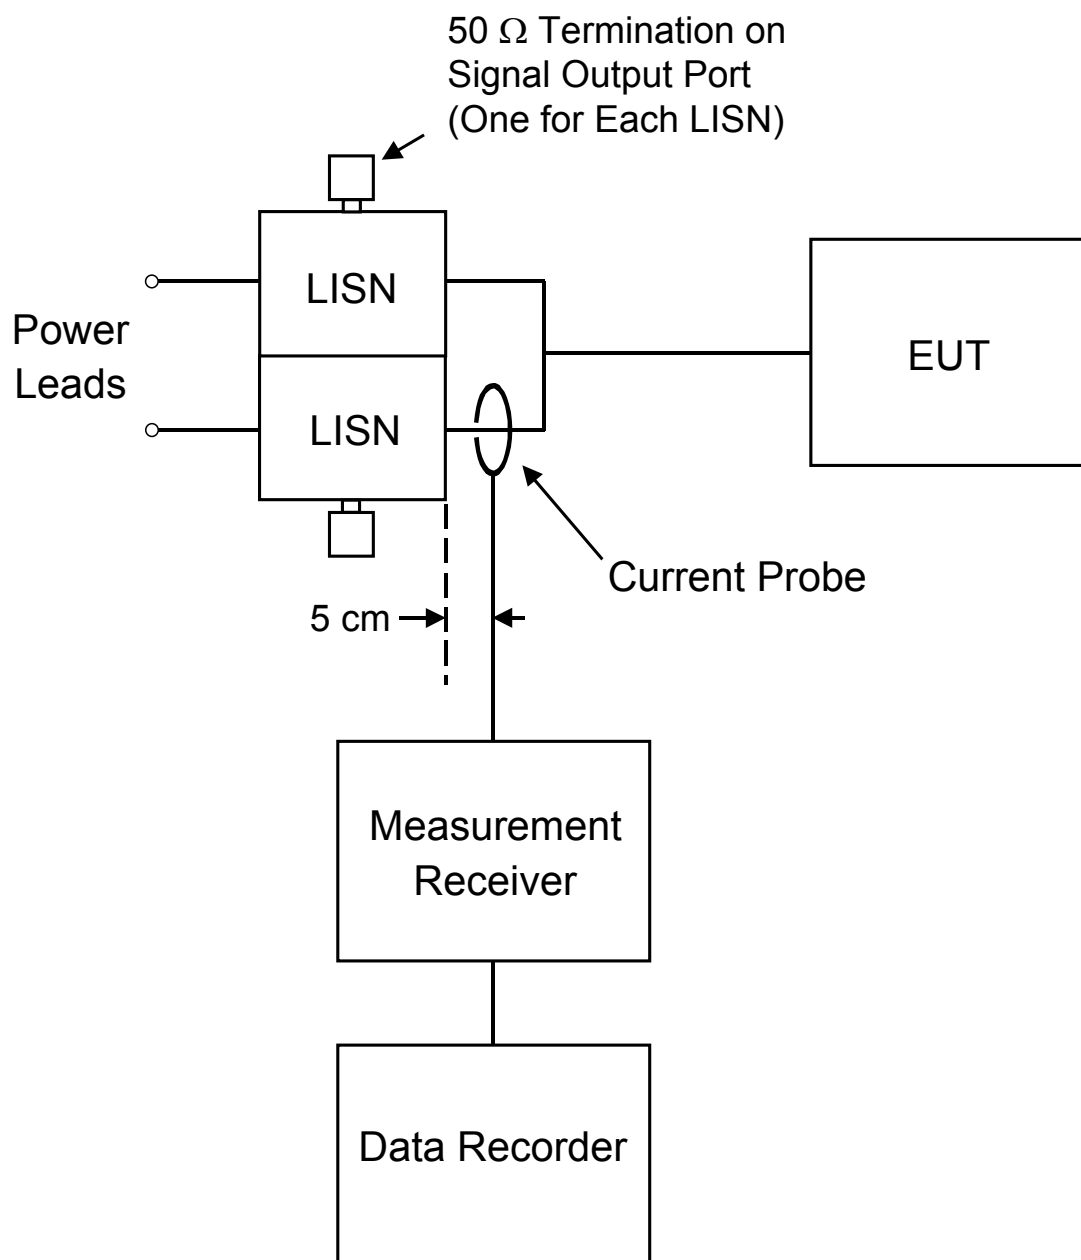 50 Ω Termination on
Signal Output Port
(One for Each LISN)
LISN
Power
Leads
EUT
LISN
Current Probe
5 cm
Measurement
Receiver
Data Recorder